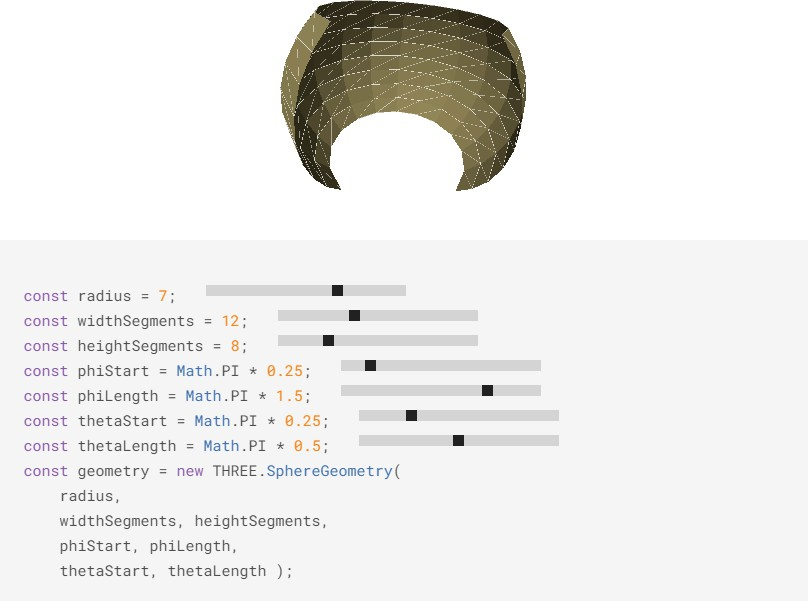 const radius = 7;
const widthSegments = 12;
const heightSegments = 8;
const phiStart = Math.PI * 0.25;
const phiLength = Math.PI * 1.5;
const thetaStart = Math.PI * 0.25;
const thetaLength = Math.PI * 0.5;
const geometry = new THREE.SphereGeometry(
    radius,
    widthSegments, heightSegments,
    phiStart, phiLength,
    thetaStart, thetaLength );